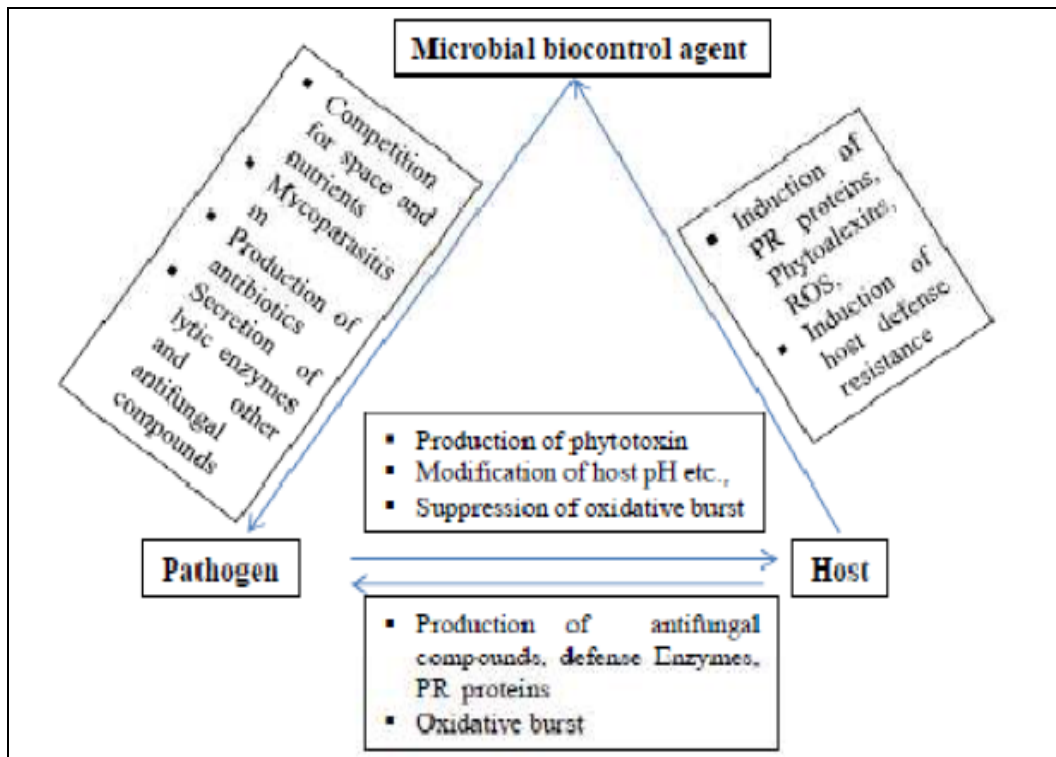 Microbial biocontrol agent
▪ Competition
for space and
nutrients
▪ Mycoparasitis
m
▪ Production of
antibiotics
▪ Secretion of
lytic enzymes
and other
antifungal
compounds
▪ Induction of
PR proteins,
Phytoalexins,
ROS,
▪ Induction of
host defense
resistance
▪ Production of phytotoxin
▪ Modification of host pH etc.,
▪ Suppression of oxidative burst
Pathogen
Host
▪ Production of antifungal
compounds, defense Enzymes,
PR proteins
▪ Oxidative burst